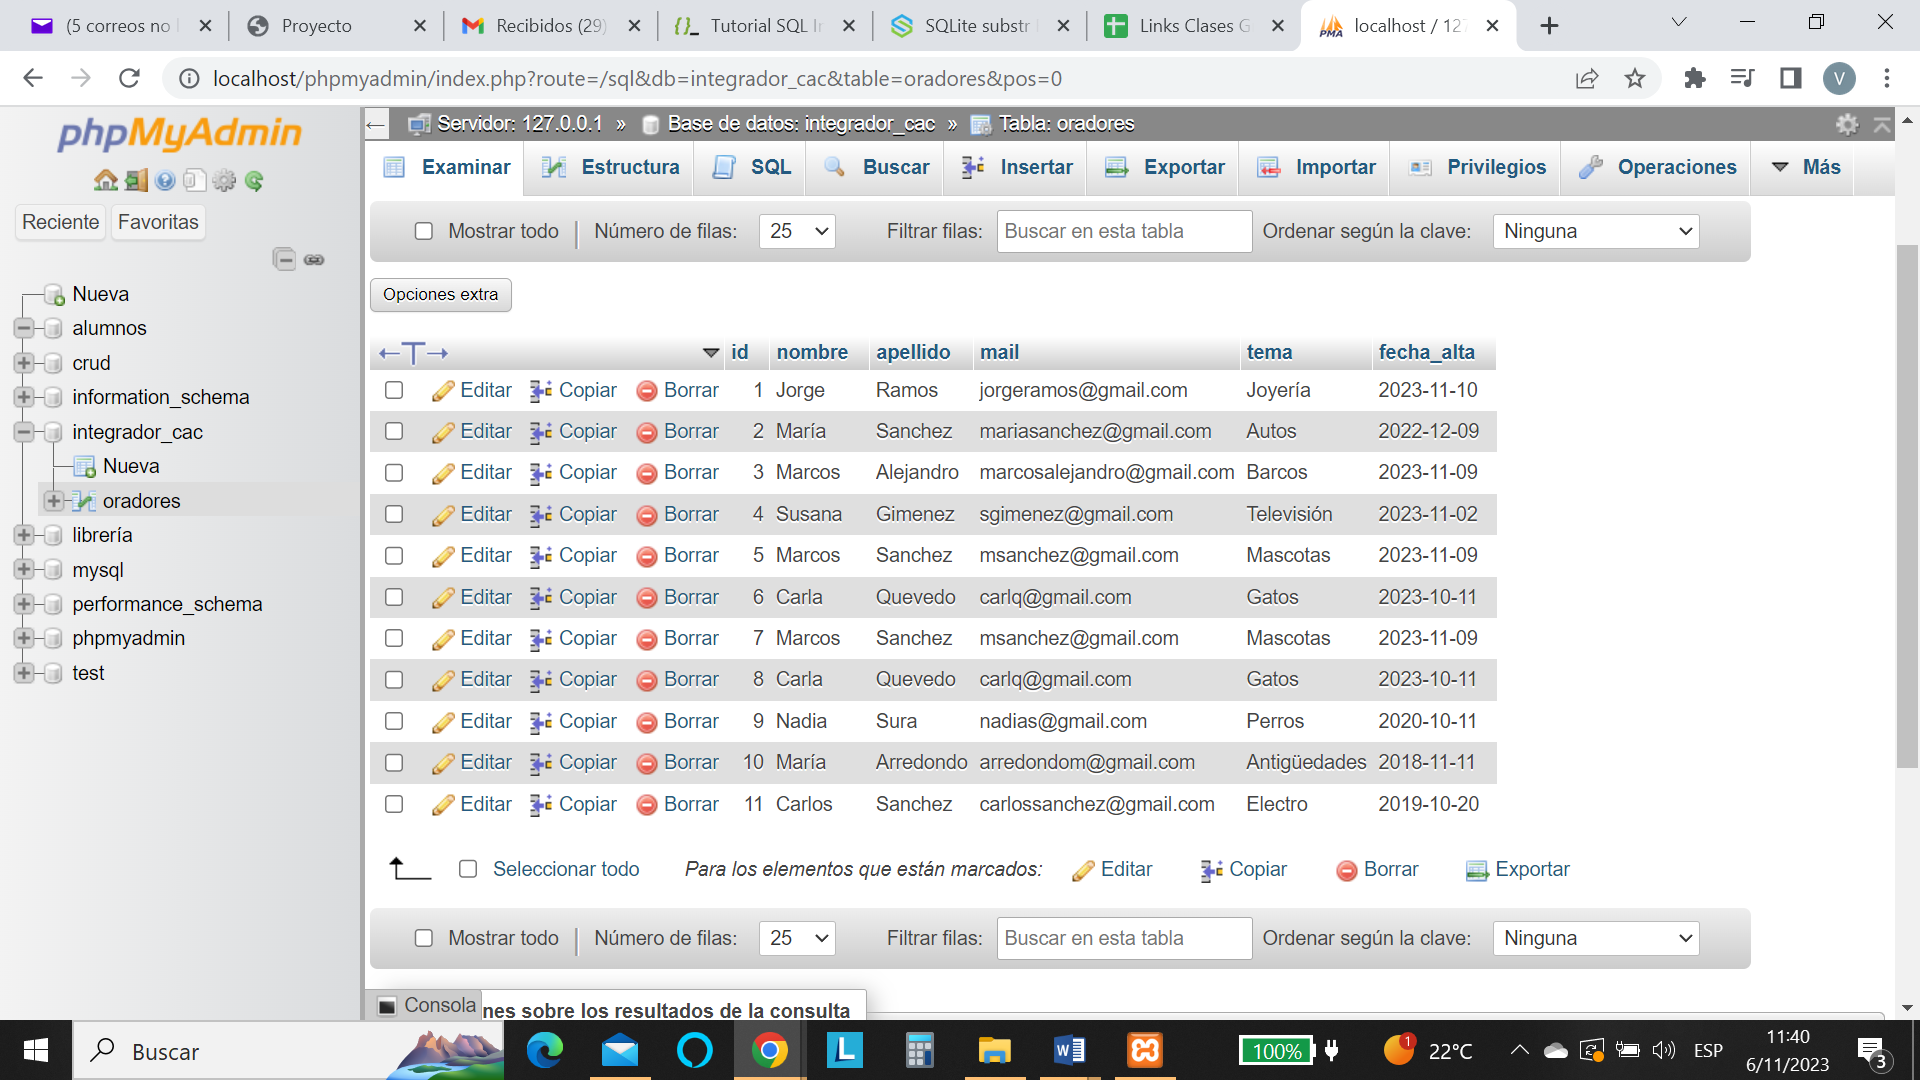 (5 correos no l
Proyecto
Recibidos (29)
Tutorial SQL In
SQLite substr
Links Clases G
PMA
localhost / 127
localhost/phpmyadmin/index.php?route=/sql&db=integrador_cac&table=oradores&pos=0
V
phpMyAdmin
Servidor: 127.0.0.1 » Base de datos: integrador_cac » Tabla: oradores
Examinar Estructura SQL Buscar Insertar Exportar Importar Privilegios Operaciones Más
Reciente Favoritas
Nueva
alumnos
crud
information_schema
integrador_cac
Nueva
oradores
librería
mysql
performance_schema
phpmyadmin
test
Mostrar todo | Número de filas: 25 Filtrar filas: Buscar en esta tabla Ordenar según la clave: Ninguna
Opciones extra
←T→ id nombre apellido mail tema fecha_alta
Editar Copiar Borrar 1 Jorge Ramos jorgeramos@gmail.com Joyería 2023-11-10
Editar Copiar Borrar 2 María Sanchez mariasanchez@gmail.com Autos 2022-12-09
Editar Copiar Borrar 3 Marcos Alejandro marcosalejandro@gmail.com Barcos 2023-11-09
Editar Copiar Borrar 4 Susana Gimenez sgimenez@gmail.com Televisión 2023-11-02
Editar Copiar Borrar 5 Marcos Sanchez msanchez@gmail.com Mascotas 2023-11-09
Editar Copiar Borrar 6 Carla Quevedo carlq@gmail.com Gatos 2023-10-11
Editar Copiar Borrar 7 Marcos Sanchez msanchez@gmail.com Mascotas 2023-11-09
Editar Copiar Borrar 8 Carla Quevedo carlq@gmail.com Gatos 2023-10-11
Editar Copiar Borrar 9 Nadia Sura nadias@gmail.com Perros 2020-10-11
Editar Copiar Borrar 10 María Arredondo arredondom@gmail.com Antigüedades 2018-11-11
Editar Copiar Borrar 11 Carlos Sanchez carlossanchez@gmail.com Electro 2019-10-20
Seleccionar todo Para los elementos que están marcados: Editar Copiar Borrar Exportar
Mostrar todo | Número de filas: 25 Filtrar filas: Buscar en esta tabla Ordenar según la clave: Ninguna
Consola
nes sobre los resultados de la consulta
Buscar
L
W
100%
1
22°C
ESP
11:40
6/11/2023
3